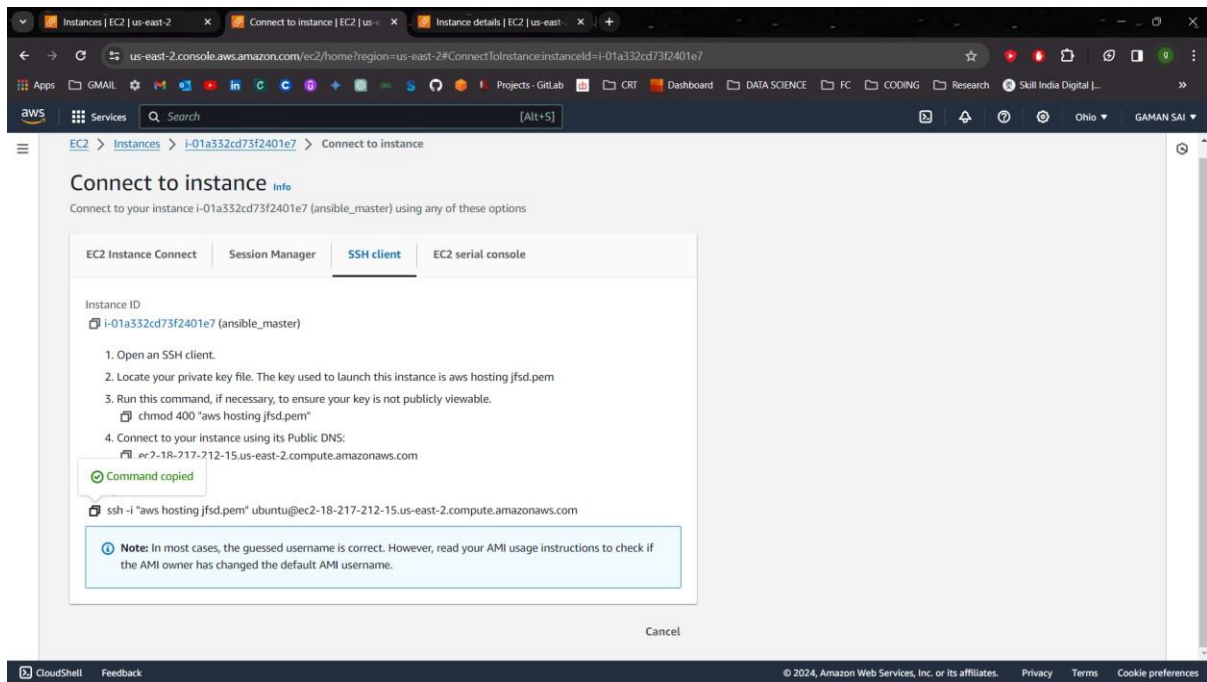 Instances | EC2 | us-east-2
Connect to instance | EC2 | us-e
Instance details | EC2 | us-east-
us-east-2.console.aws.amazon.com/ec2/home?region=us-east-2#ConnectToInstance:instanceId=i-01a332cd73f2401e7
9
Apps GMAIL Projects - GitLab CRT Dashboard DATA SCIENCE FC CODING Research Skill India Digital |... »
aws Services Search [Alt+S] Ohio GAMAN SAI
EC2 > Instances > i-01a332cd73f2401e7 > Connect to instance
Connect to instance Info
Connect to your instance i-01a332cd73f2401e7 (ansible_master) using any of these options
EC2 Instance Connect Session Manager SSH client EC2 serial console
Instance ID
i-01a332cd73f2401e7 (ansible_master)
1. Open an SSH client.
2. Locate your private key file. The key used to launch this instance is aws hosting jfsd.pem
3. Run this command, if necessary, to ensure your key is not publicly viewable.
chmod 400 "aws hosting jfsd.pem"
4. Connect to your instance using its Public DNS:
ec2-18-217-212-15.us-east-2.compute.amazonaws.com
Command copied
ssh -i "aws hosting jfsd.pem" ubuntu@ec2-18-217-212-15.us-east-2.compute.amazonaws.com
Note: In most cases, the guessed username is correct. However, read your AMI usage instructions to check if
the AMI owner has changed the default AMI username.
Cancel
CloudShell Feedback © 2024, Amazon Web Services, Inc. or its affiliates. Privacy Terms Cookie preferences